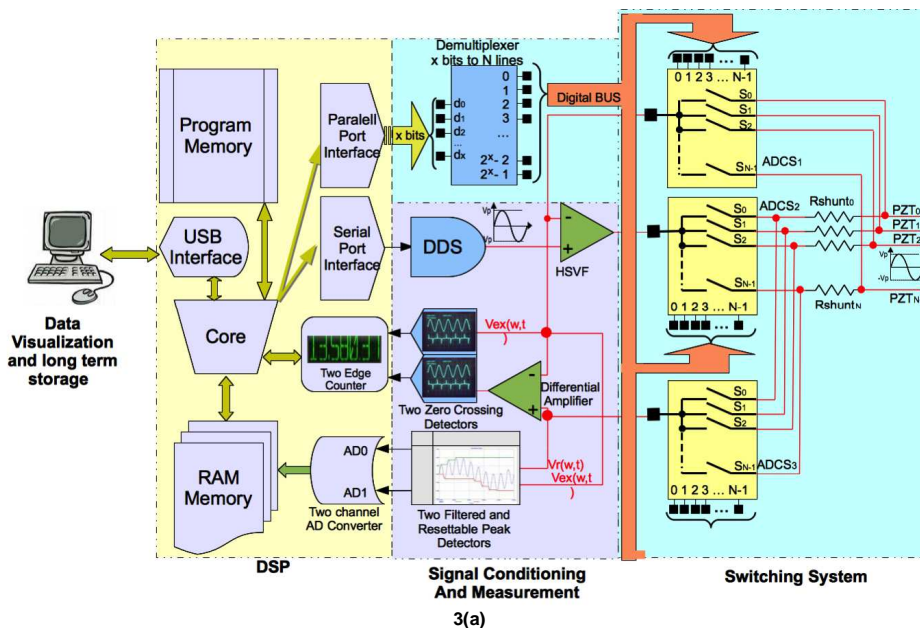 Program
Memory
USB
Interface
Core
RAM
Memory
Data
Visualization
and long term
storage
Paralell
Port
Interface
Serial
Port
Interface
Two Edge
Counter
AD0
AD1
Two channel
AD Converter
DSP
x bits
Demultiplexer
x bits to N lines
d0
d1
d2
...
dx
0
1
2
3
...
2x- 2
2x- 1
Digital BUS
DDS
Vp
Vp
-
+
HSVF
Vex(w,t
)
-
+
Differential
Amplifier
Two Zero Crossing
Detectors
Vr(w,t)
Vex(w,t
)
Two Filtered and
Resettable Peak
Detectors
Signal Conditioning
And Measurement
0 1 2 3 ... N-1
S0
S1
S2
SN-1
ADCS1
ADCS2
S0
S1
S2
SN-1
0 1 2 3 ... N-1
Rshunt0
RshuntN
PZT0
PZT1
PZT2
Vp
-Vp
PZTN
S0
S1
S2
SN-1
ADCS3
0 1 2 3 ... N-1
Switching System
3(a)